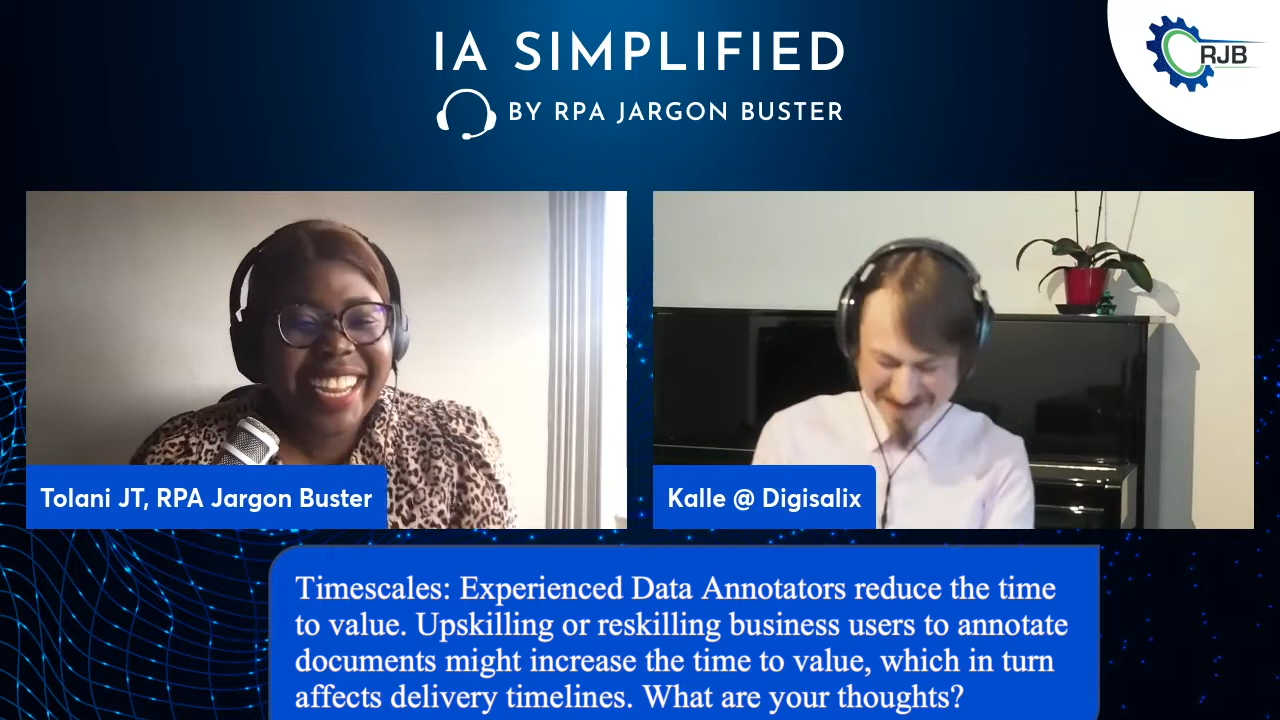 IA SIMPLIFIED
BY RPA JARGON BUSTER
RJB
Tolani JT, RPA Jargon Buster
Kalle @ Digisalix
Timescales: Experienced Data Annotators reduce the time
to value. Upskilling or reskilling business users to annotate
documents might increase the time to value, which in turn
affects delivery timelines. What are your thoughts?